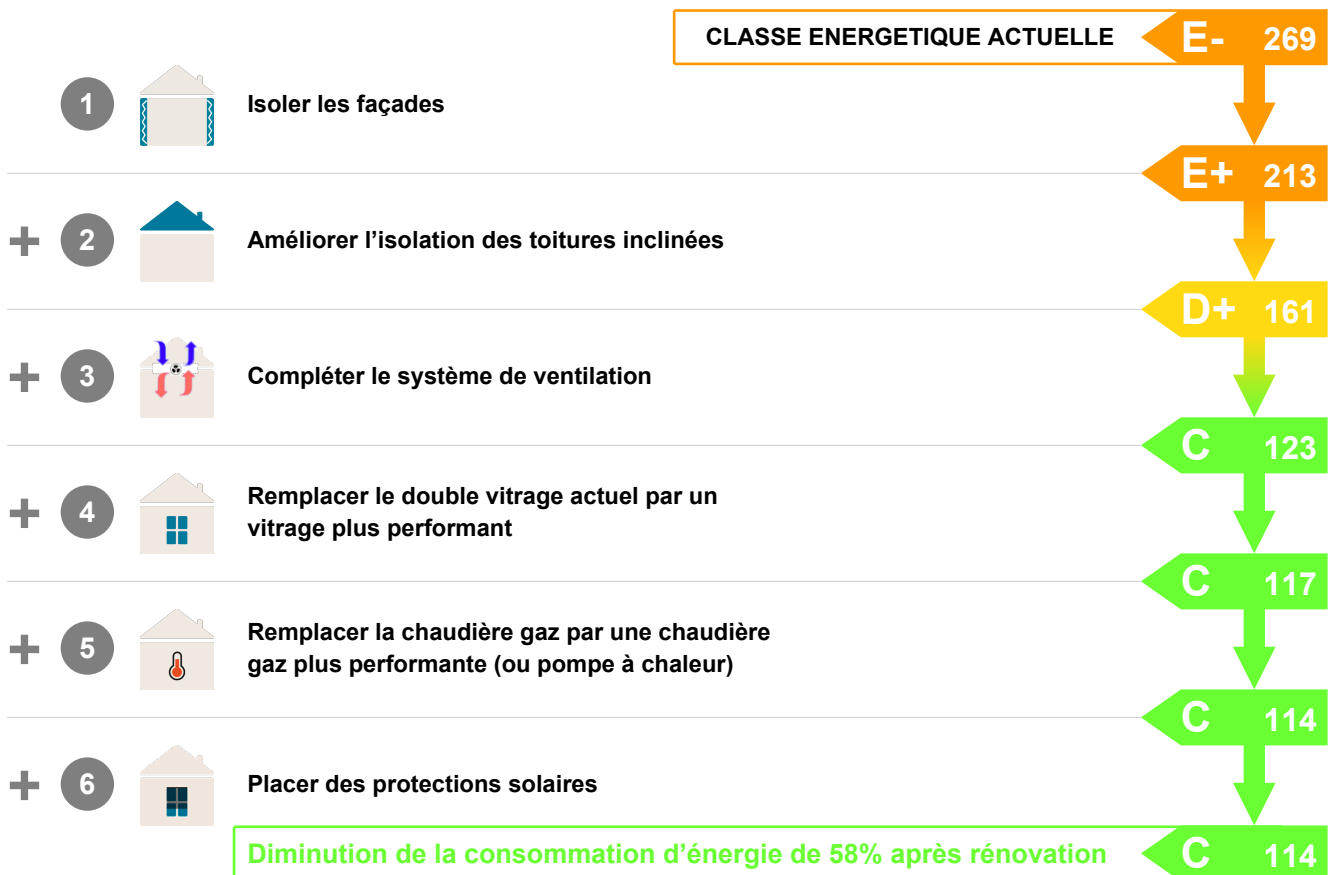 CLASSE ENERGETIQUE ACTUELLE E- 269
1 Isoler les façades
E+ 213
+ 2 Améliorer l’isolation des toitures inclinées
D+ 161
+ 3 Compléter le système de ventilation
C 123
+ 4 Remplacer le double vitrage actuel par un
vitrage plus performant
C 117
+ 5 Remplacer la chaudière gaz par une chaudière
gaz plus performante (ou pompe à chaleur)
C 114
+ 6 Placer des protections solaires
Diminution de la consommation d’énergie de 58% après rénovation C 114